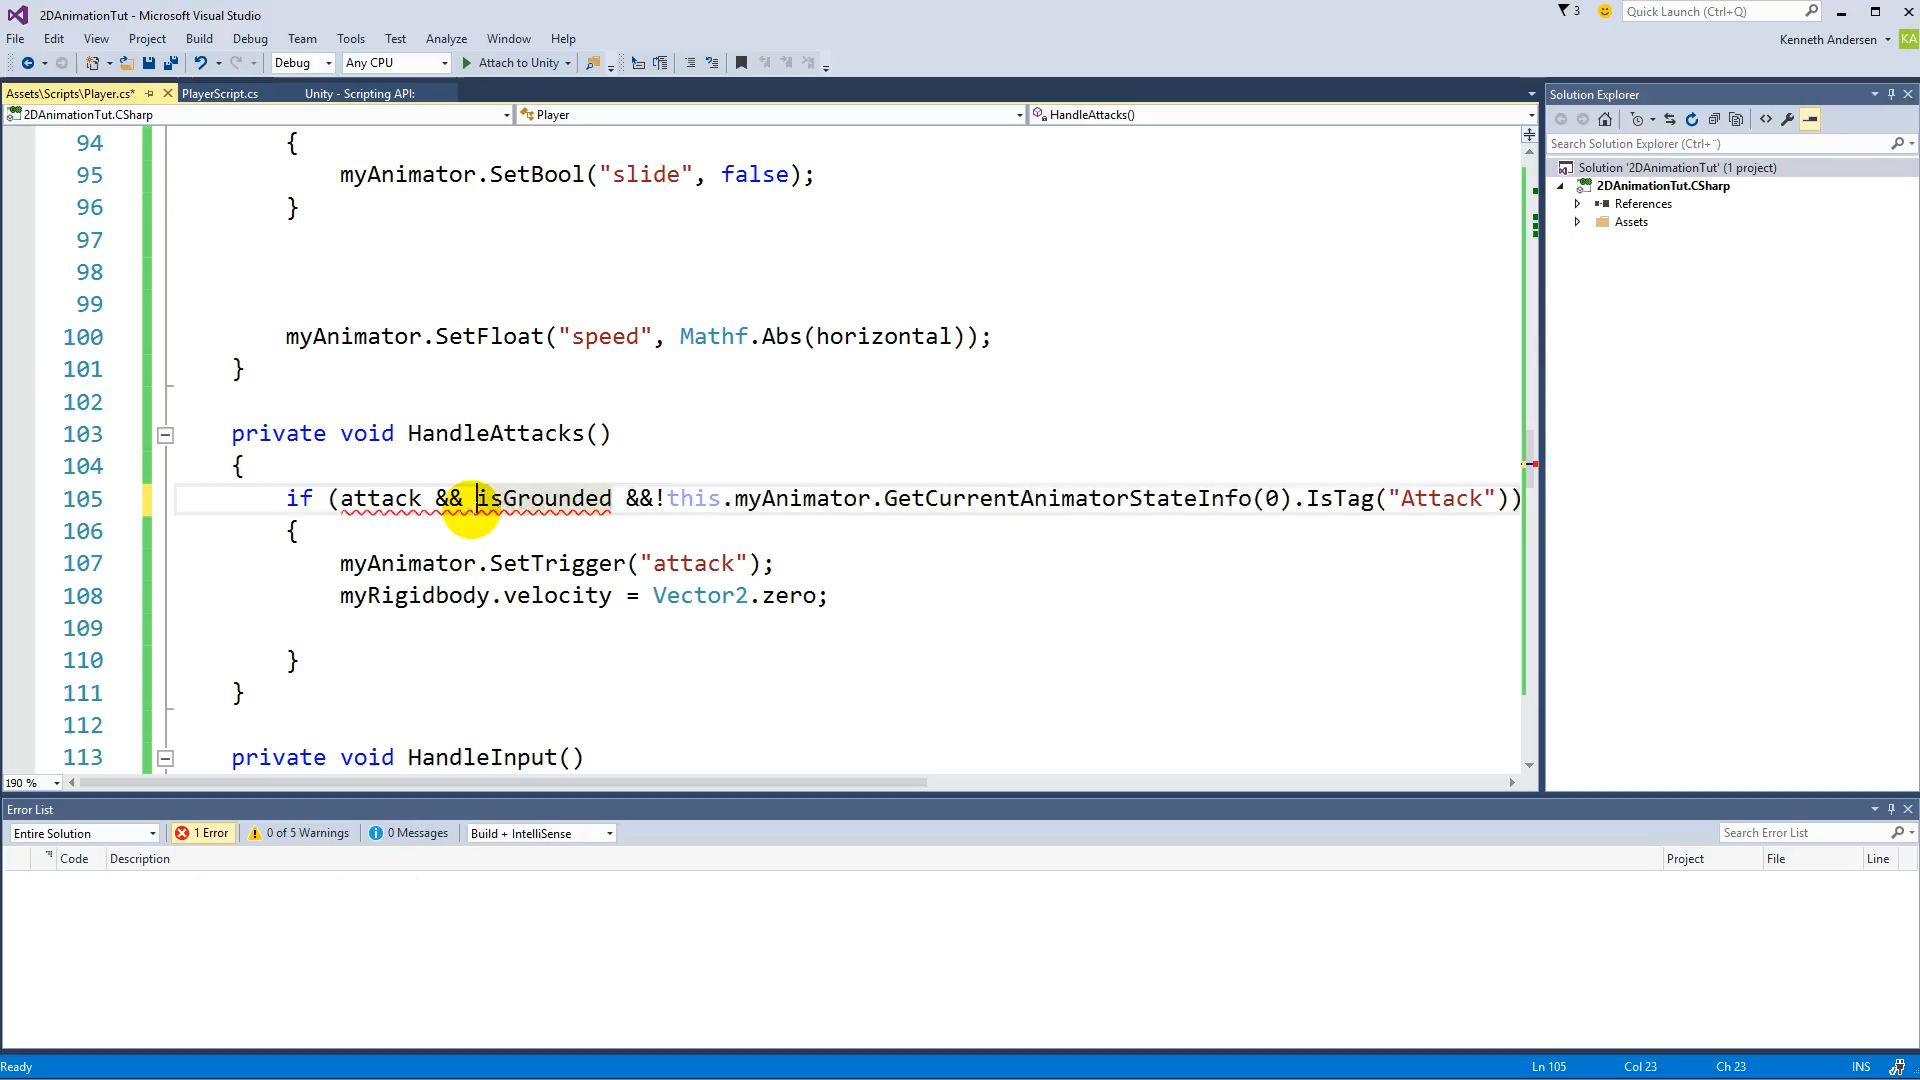 2DAnimationTut - Microsoft Visual Studio
3
Quick Launch (Ctrl+Q)
File Edit View Project Build Debug Team Tools Test Analyze Window Help
Kenneth Andersen KA
Debug Any CPU Attach to Unity
Assets\Scripts\Player.cs* PlayerScript.cs Unity - Scripting API:
2DAnimationTut.CSharp Player HandleAttacks()
94 {
95 myAnimator.SetBool("slide", false);
96 }
97
98
99
100 myAnimator.SetFloat("speed", Mathf.Abs(horizontal));
101 }
102
103 private void HandleAttacks()
104 {
105 if (attack && isGrounded &&!this.myAnimator.GetCurrentAnimatorStateInfo(0).IsTag("Attack"))
106 {
107 myAnimator.SetTrigger("attack");
108 myRigidbody.velocity = Vector2.zero;
109
110 }
111 }
112
113 private void HandleInput()
190 %
Solution Explorer
Search Solution Explorer (Ctrl+¨)
Solution '2DAnimationTut' (1 project)
2DAnimationTut.CSharp
References
Assets
Error List
Entire Solution 1 Error 0 of 5 Warnings 0 Messages Build + IntelliSense Search Error List
Code Description Project File Line
Ready Ln 105 Col 23 Ch 23 INS